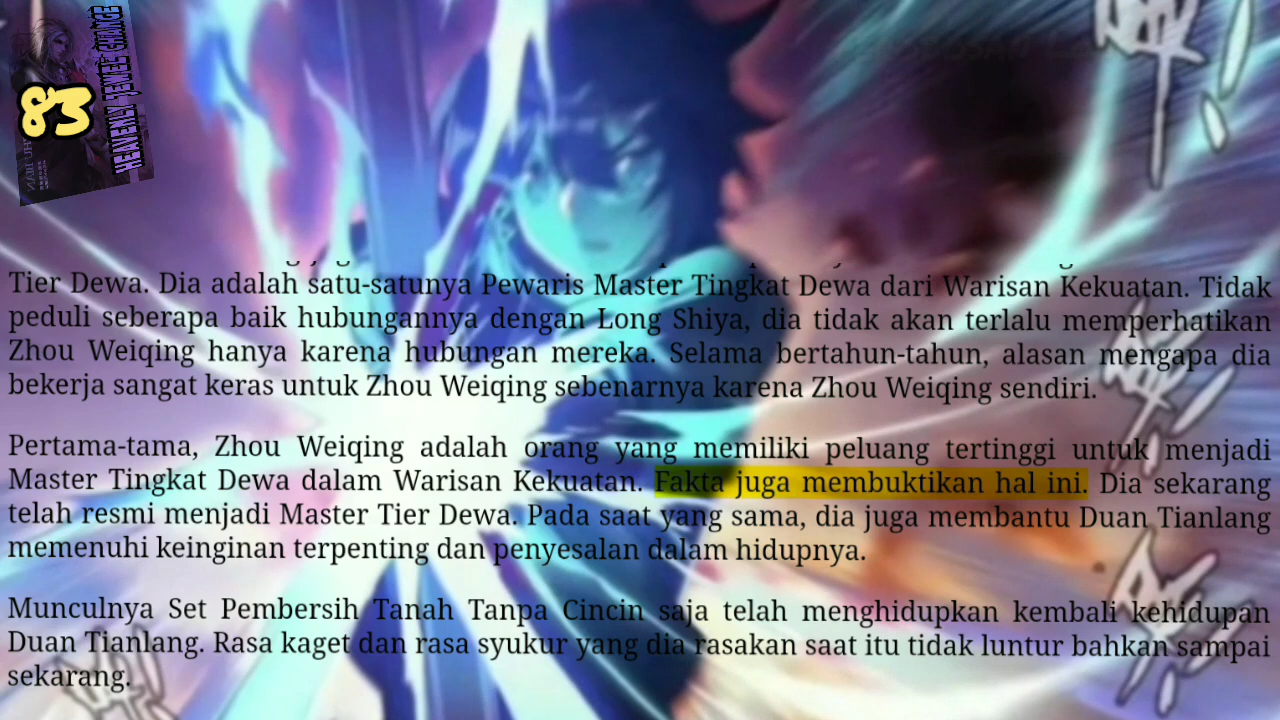 83
HEAVENLY JEWEL CHANGE
Tier Dewa. Dia adalah satu-satunya Pewaris Master Tingkat Dewa dari Warisan Kekuatan. Tidak
peduli seberapa baik hubungannya dengan Long Shiya, dia tidak akan terlalu memperhatikan
Zhou Weiqing hanya karena hubungan mereka. Selama bertahun-tahun, alasan mengapa dia
bekerja sangat keras untuk Zhou Weiqing sebenarnya karena Zhou Weiqing sendiri.
Pertama-tama, Zhou Weiqing adalah orang yang memiliki peluang tertinggi untuk menjadi
Master Tingkat Dewa dalam Warisan Kekuatan. Fakta juga membuktikan hal ini. Dia sekarang
telah resmi menjadi Master Tier Dewa. Pada saat yang sama, dia juga membantu Duan Tianlang
memenuhi keinginan terpenting dan penyesalan dalam hidupnya.
Munculnya Set Pembersih Tanah Tanpa Cincin saja telah menghidupkan kembali kehidupan
Duan Tianlang. Rasa kaget dan rasa syukur yang dia rasakan saat itu tidak luntur bahkan sampai
sekarang.